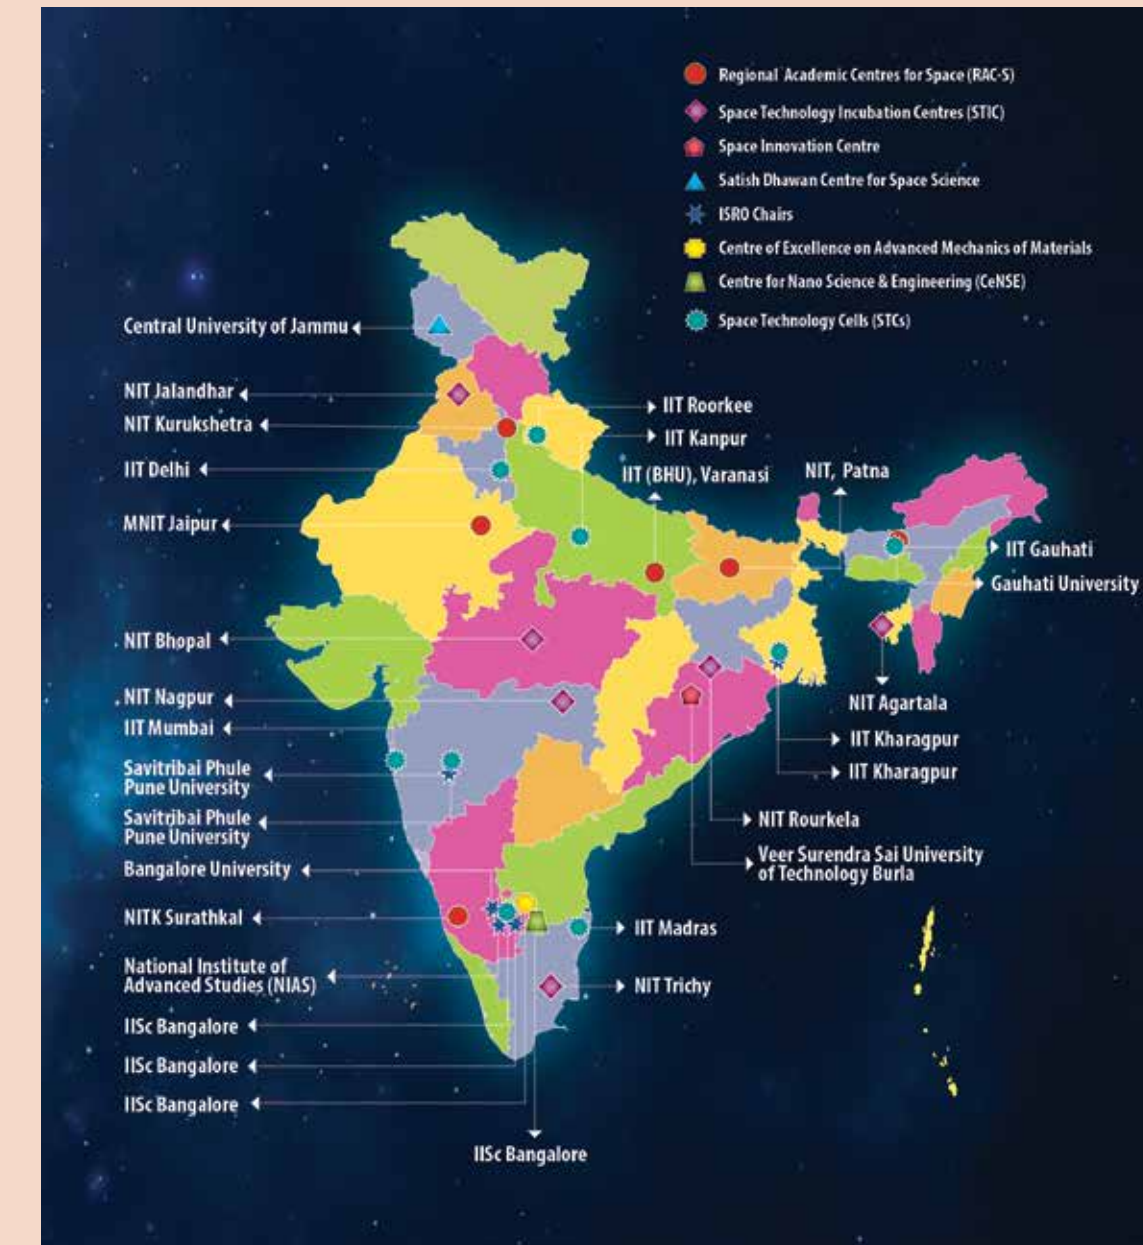 Regional Academic Centres for Space (RAC-S)
Space Technology Incubation Centres (STIC)
Space Innovation Centre
Satish Dhawan Centre for Space Science
ISRO Chairs
Centre of Excellence on Advanced Mechanics of Materials
Centre for Nano Science & Engineering (CeNSE)
Space Technology Cells (STCs)
Central University of Jammu
NIT Jalandhar
NIT Kurukshetra
IIT Delhi
MNIT Jaipur
NIT Bhopal
NIT Nagpur
IIT Mumbai
Savitribai Phule
Pune University
Savitribai Phule
Pune University
Bangalore University
NITK Surathkal
National Institute of
Advanced Studies (NIAS)
IISc Bangalore
IISc Bangalore
IISc Bangalore
IISc Bangalore
IIT Roorkee
IIT Kanpur
IIT (BHU), Varanasi
NIT, Patna
IIT Gauhati
Gauhati University
NIT Agartala
IIT Kharagpur
IIT Kharagpur
NIT Rourkela
Veer Surendra Sai University
of Technology Burla
IIT Madras
NIT Trichy